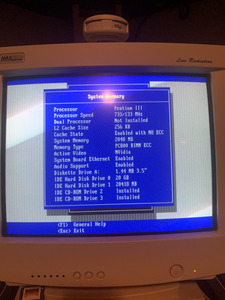 Low Radiation
System Summary
Processor Pentium III
Processor Speed 733/133 MHz
Dual Processor Not Installed
L2 Cache Size 256 KB
Cache State Enabled with NO ECC
System Memory 2048 MB
Memory Type PC800 RIMM ECC
Active Video NVidia
System Board Ethernet Enabled
Audio Support Enabled
Diskette Drive A: 1.44 MB 3.5"
IDE Hard Disk Drive 0 20 GB
IDE Hard Disk Drive 1 20418 MB
IDE CD-ROM Drive 2 Installed
IDE CD-ROM Drive 3 Installed
(F1) General Help
(Esc) Exit